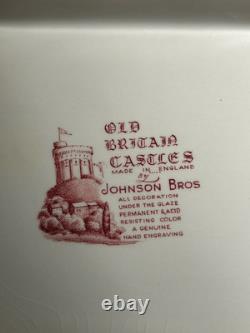 OLD
BRITAIN
CASTLES
MADE IN ENGLAND
BY
JOHNSON BROS
ALL DECORATION
UNDER THE GLAZE
PERMANENT & ACID
RESISTING COLOR
A GENUINE
HAND ENGRAVING
ebay